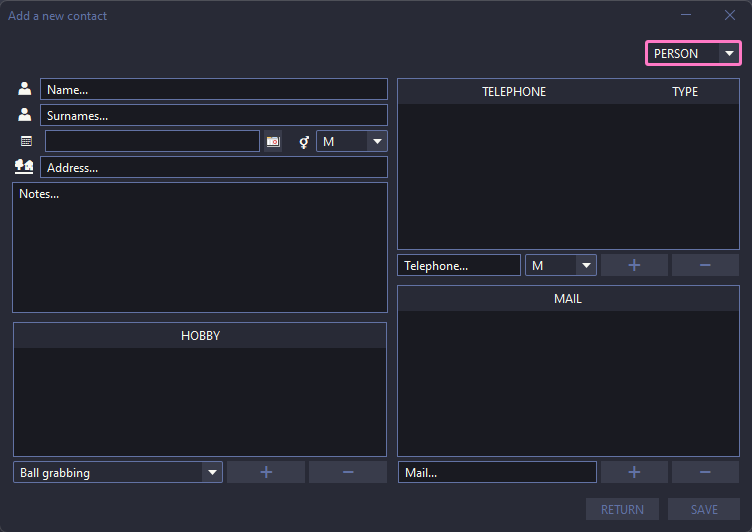 Add a new contact
PERSON
Name...
Surnames...
M
Address...
Notes...
TELEPHONE TYPE
Telephone... M + −
MAIL
HOBBY
Ball grabbing + −
Mail... + −
RETURN SAVE